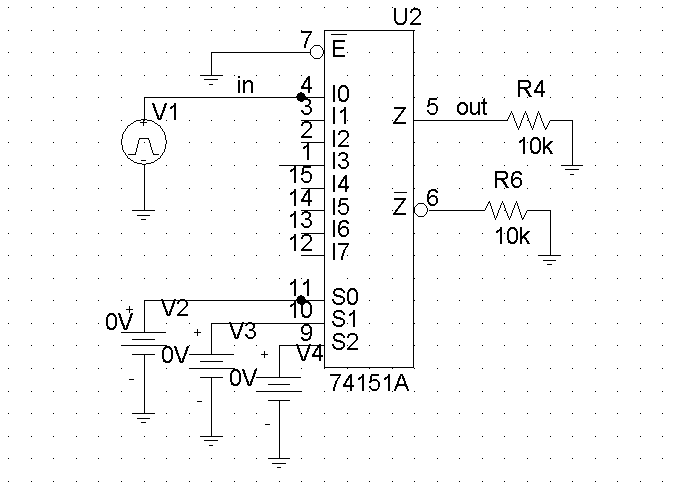 U2
7 E
in 4 I0
V1 3 I1 Z 5 out R4
10k
2 I2
1 I3
15 I4 R6
14 I5 Z 6
10k
13 I6
12 I7
11 S0
V2
0V 10 S1
V3
0V 9 S2
V4
0V
74151A